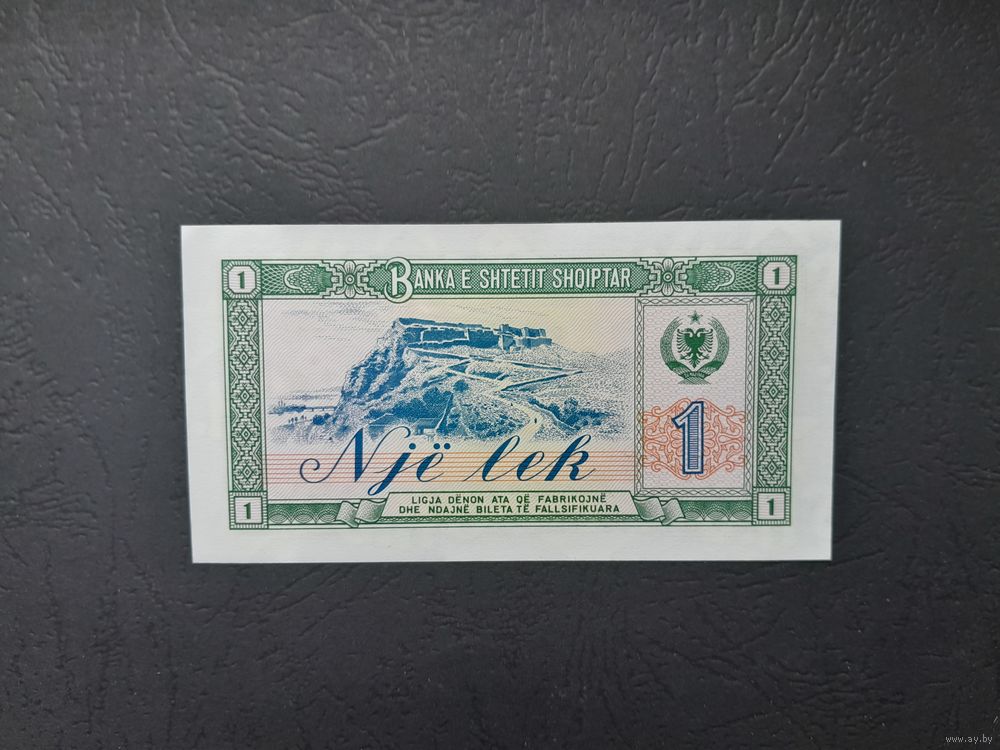 1 BANKA E SHTETIT SHQIPTAR 1
1
Një lek
LIGJA DËNON ATA QË FABRIKOJNË
DHE NDAJNË BILETA TË FALLSIFIKUARA
1 1
www.ay.by